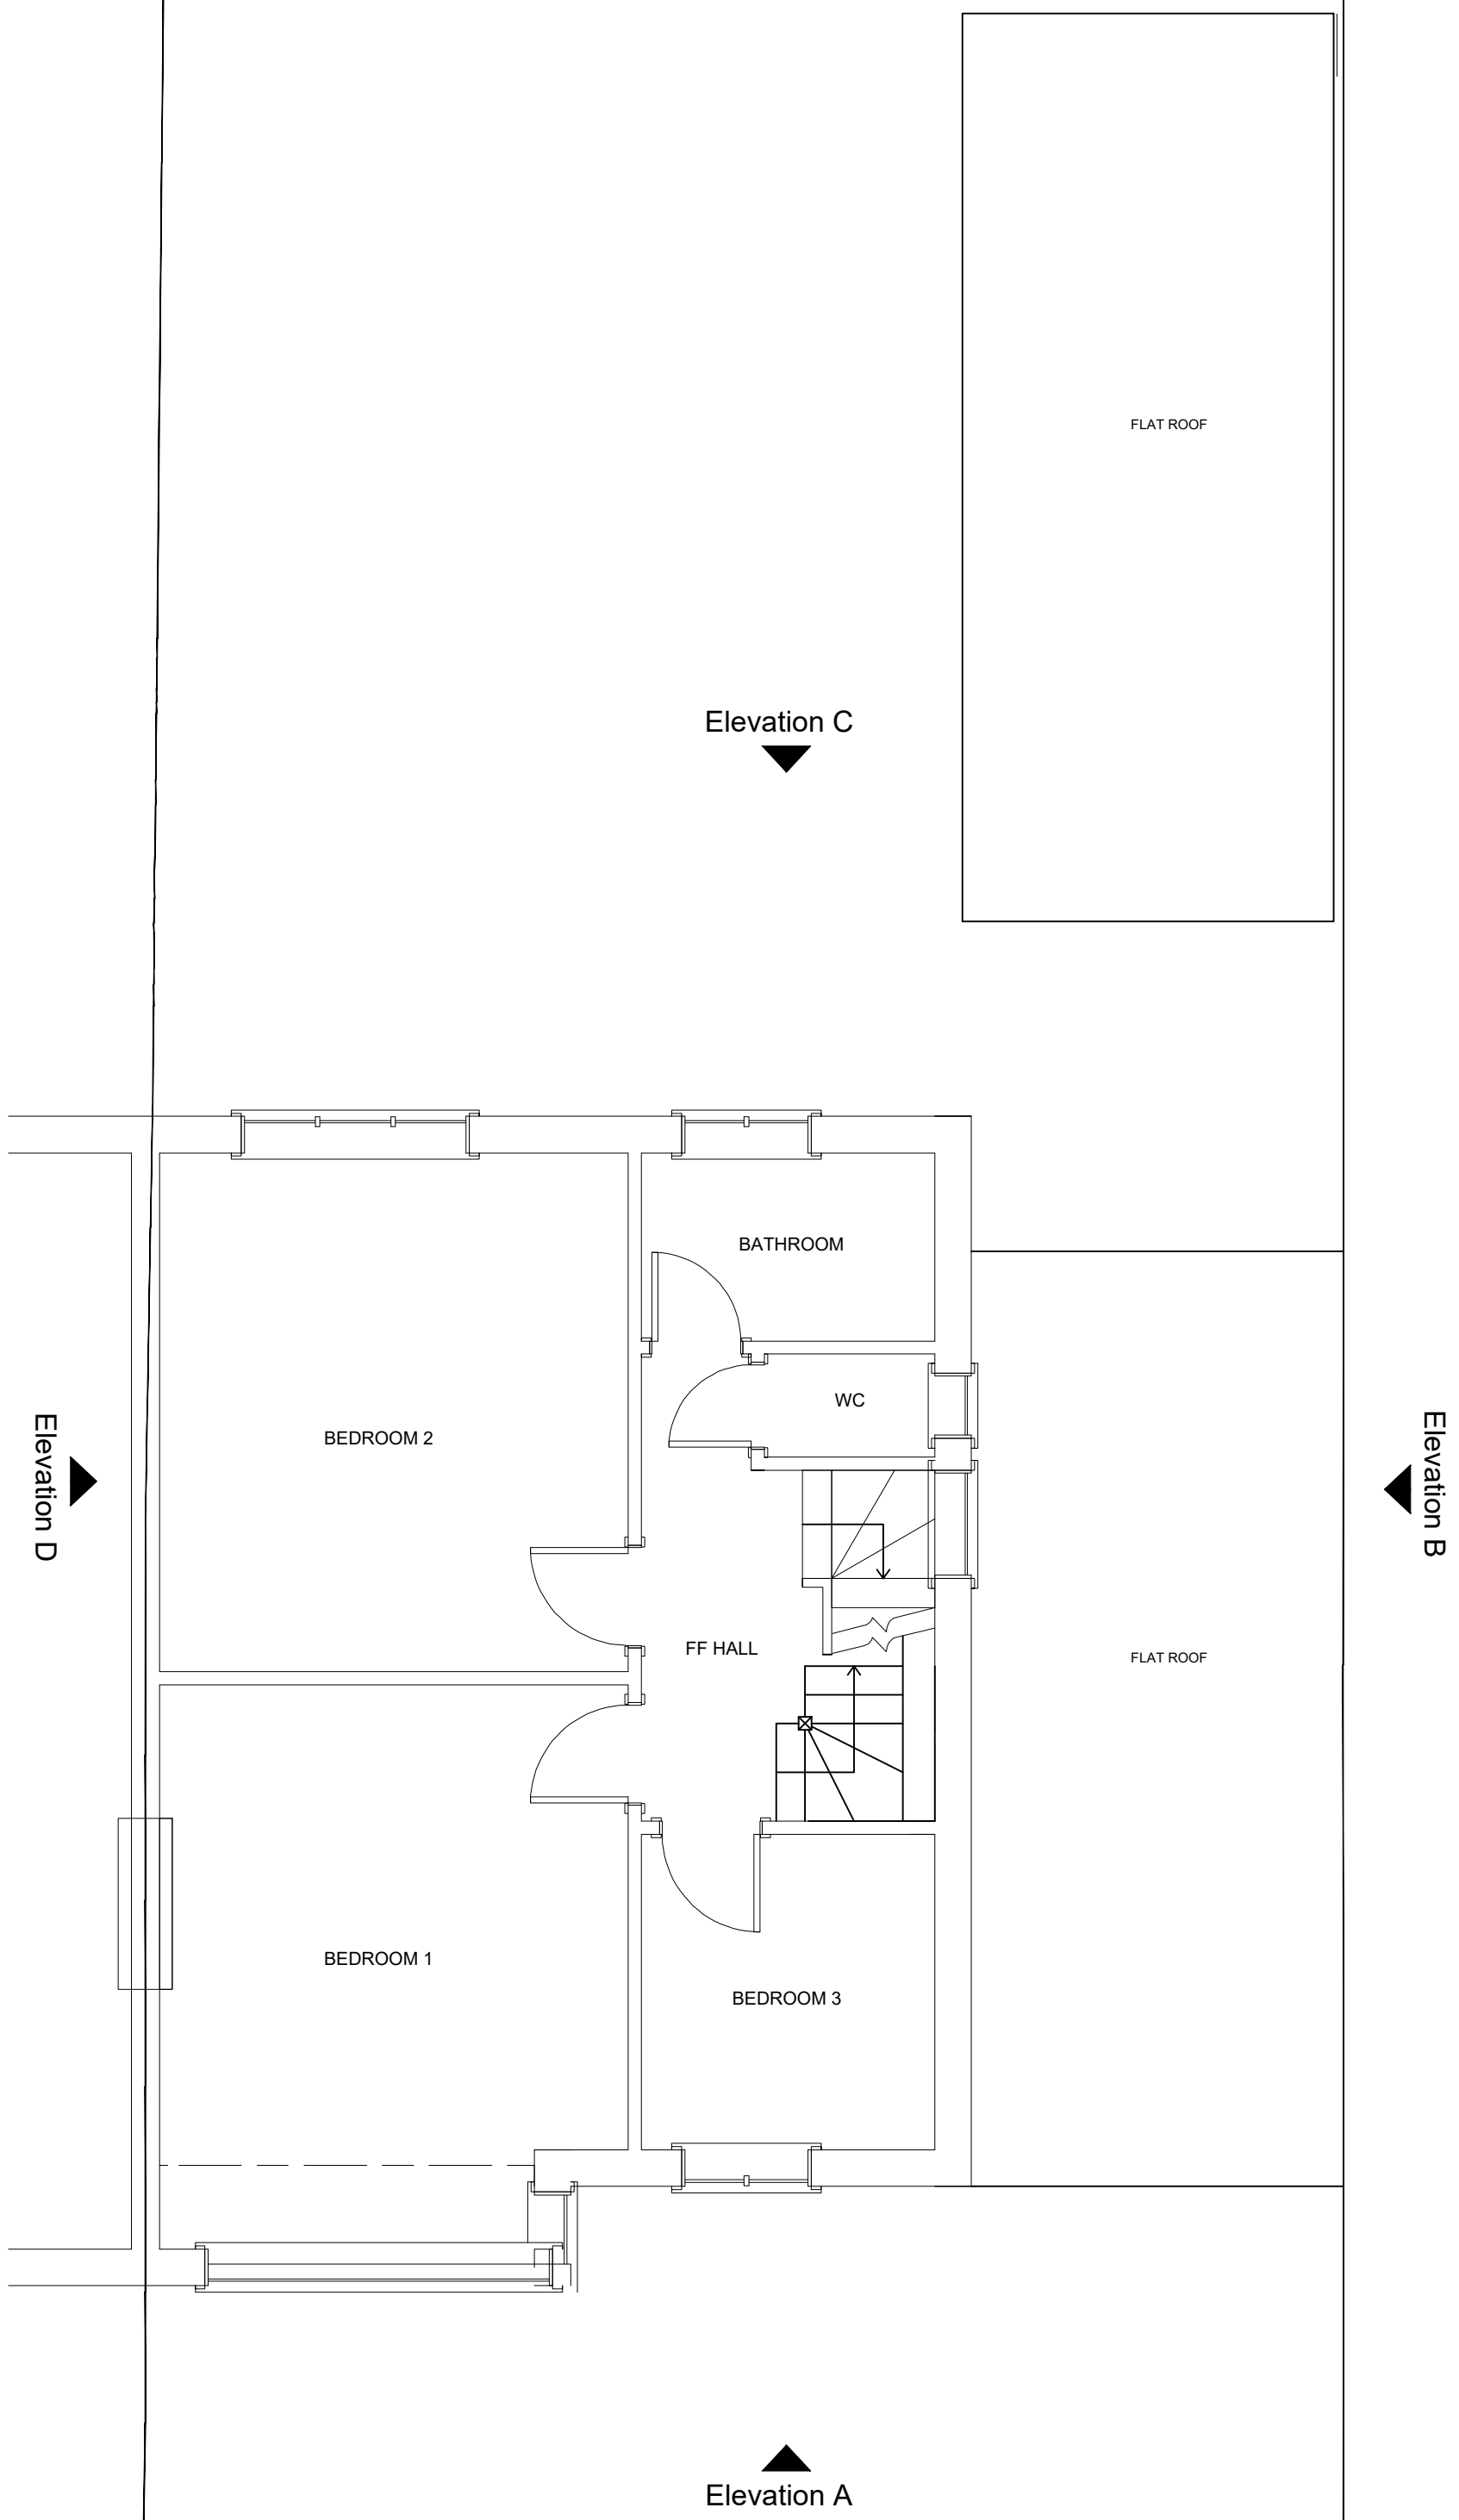 FLAT ROOF
Elevation C
BATHROOM
WC
BEDROOM 2
Elevation D
Elevation B
FF HALL
FLAT ROOF
BEDROOM 1
BEDROOM 3
Elevation A